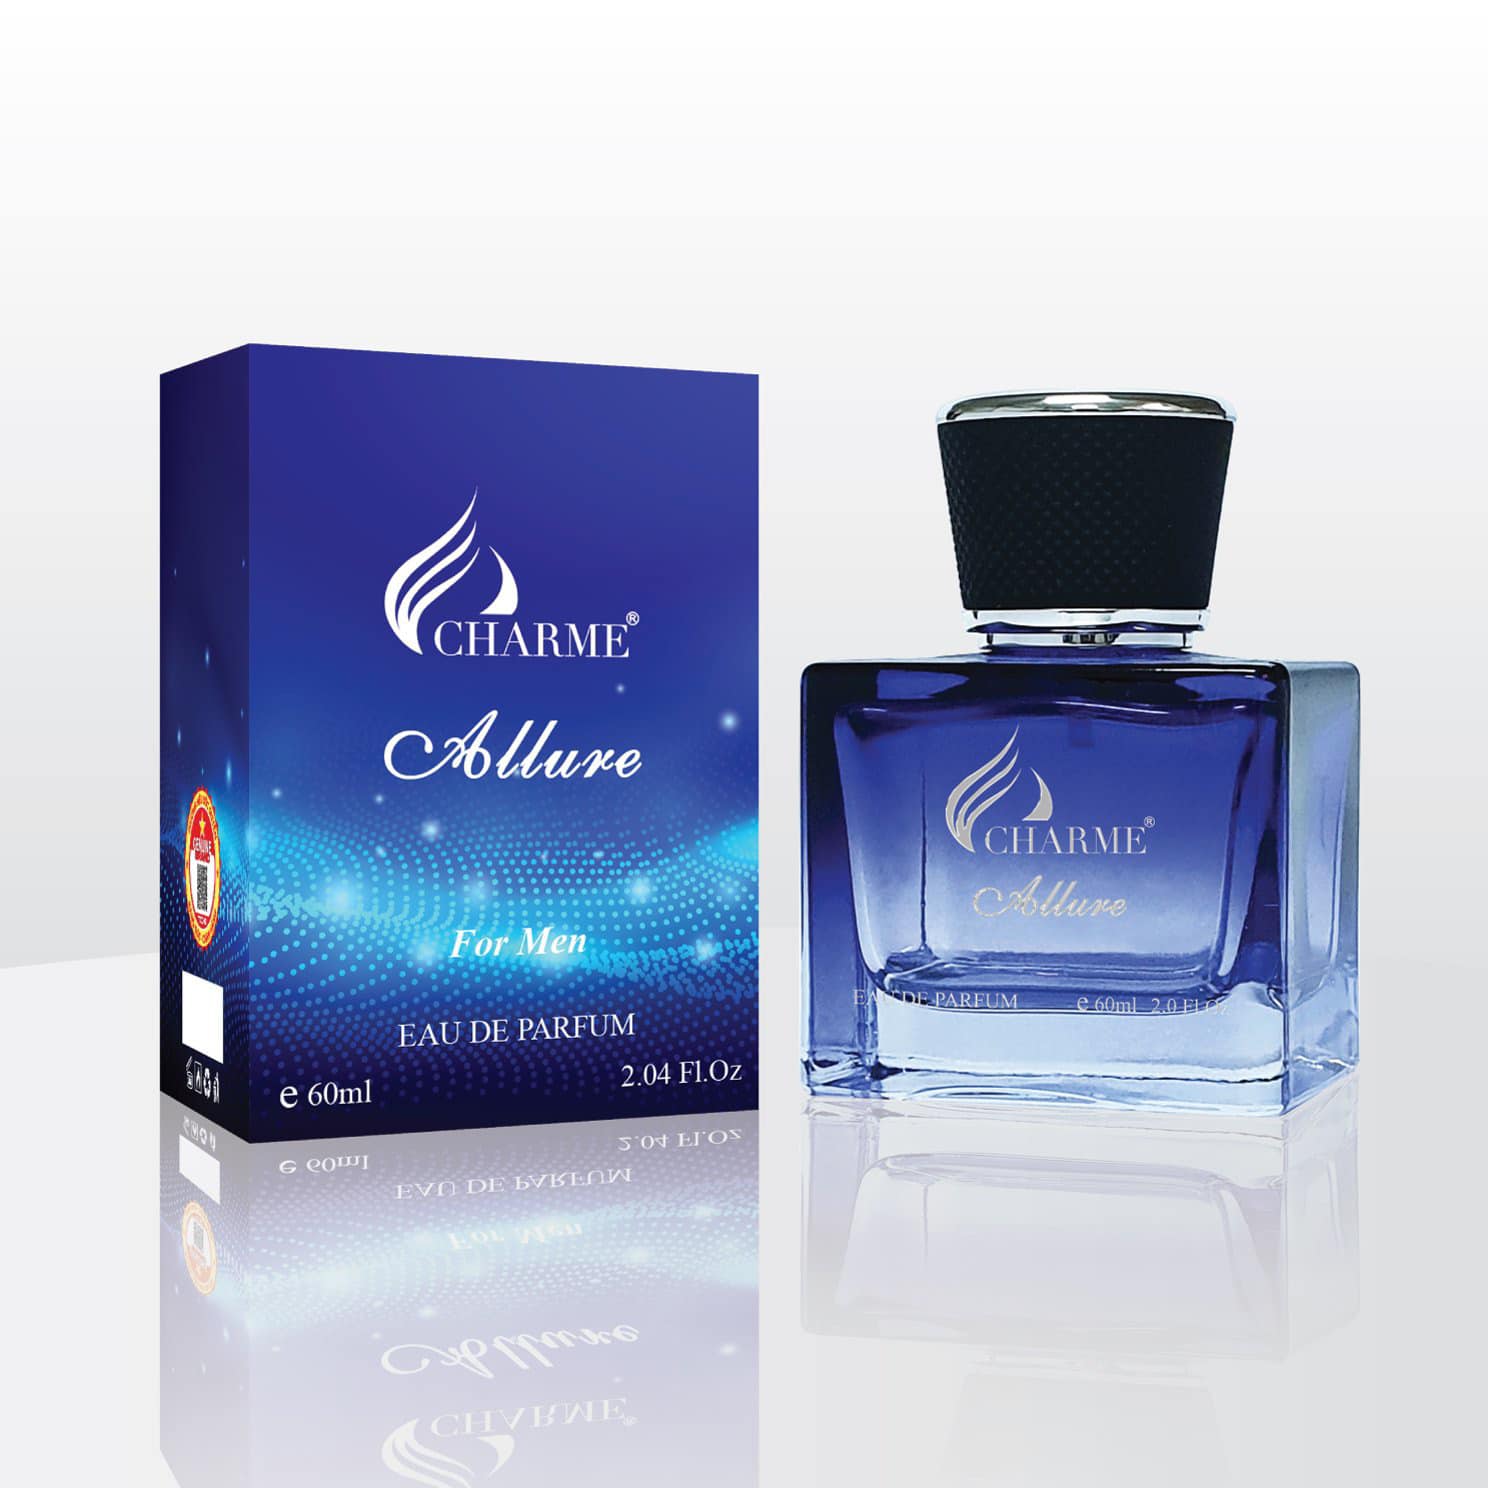 CHARME®
Allure
For Men
EAU DE PARFUM
e 60ml
2.04 Fl.Oz
GENUINE
CHARME®
Allure
EAU DE PARFUM
e 60ml 2.0 Fl Oz